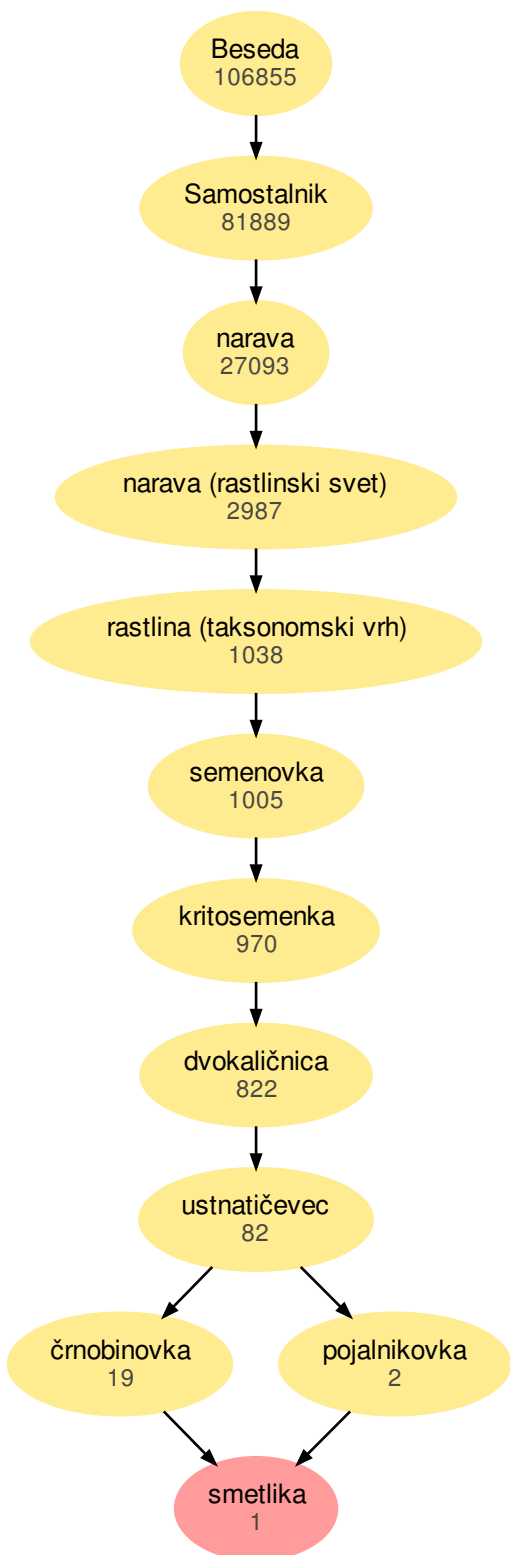 Beseda
106855
Samostalnik
81889
narava
27093
narava (rastlinski svet)
2987
rastlina (taksonomski vrh)
1038
semenovka
1005
kritosemenka
970
dvokaličnica
822
ustnatičevec
82
črnobinovka
19
pojalnikovka
2
smetlika
1